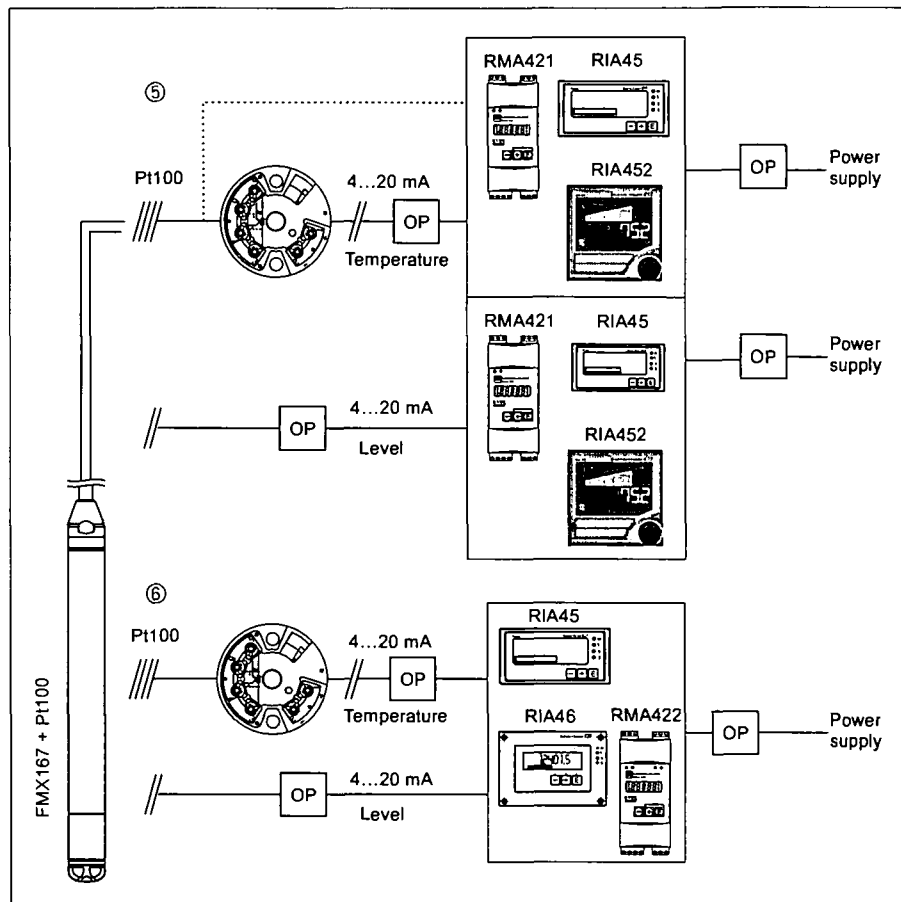 RMA421
RIA45
⑤
RIA452
Pt100
4...20 mA
OP
Temperature
OP
Power
supply
RMA421
RIA45
4...20 mA
OP
Level
RIA452
OP
Power
supply
FMX167 + Pt100
⑥
Pt100
4...20 mA
OP
Temperature
RIA45
RIA46
RMA422
4...20 mA
OP
Level
OP
Power
supply